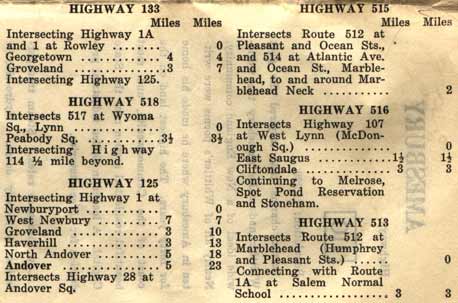 HIGHWAY 133
Miles Miles
Intersecting Highway 1A
and 1 at Rowley ........ 0
Georgetown ............ 4 4
Groveland ............. 3 7
Intersecting Highway 125.
HIGHWAY 518
Intersects 517 at Wyoma
Sq., Lynn .............. 0
Peabody Sq. ........... 3½ 3½
Intersecting Highway
114 ½ mile beyond.
HIGHWAY 125
Intersecting Highway 1 at
Newburyport ........... 0
West Newbury ......... 7 7
Groveland ............. 3 10
Haverhill .............. 3 13
North Andover ........ 5 18
Andover ............... 5 23
Intersects Highway 28 at
Andover Sq.
HIGHWAY 515
Miles Miles
Intersects Route 512 at
Pleasant and Ocean Sts.,
and 514 at Atlantic Ave.
and Ocean St., Marble-
head, to and around Mar-
blehead Neck ........... 2
HIGHWAY 516
Intersects Highway 107
at West Lynn (McDon-
ough Sq.) .............. 0
East Saugus ........... 1½ 1½
Cliftondale ............ 3 3
Continuing to Melrose,
Spot Pond Reservation
and Stoneham.
HIGHWAY 513
Intersects Route 512 at
Marblehead (Humphrey
and Pleasant Sts.) ...... 0
Connecting with Route
1A at Salem Normal
School ................. 3 3